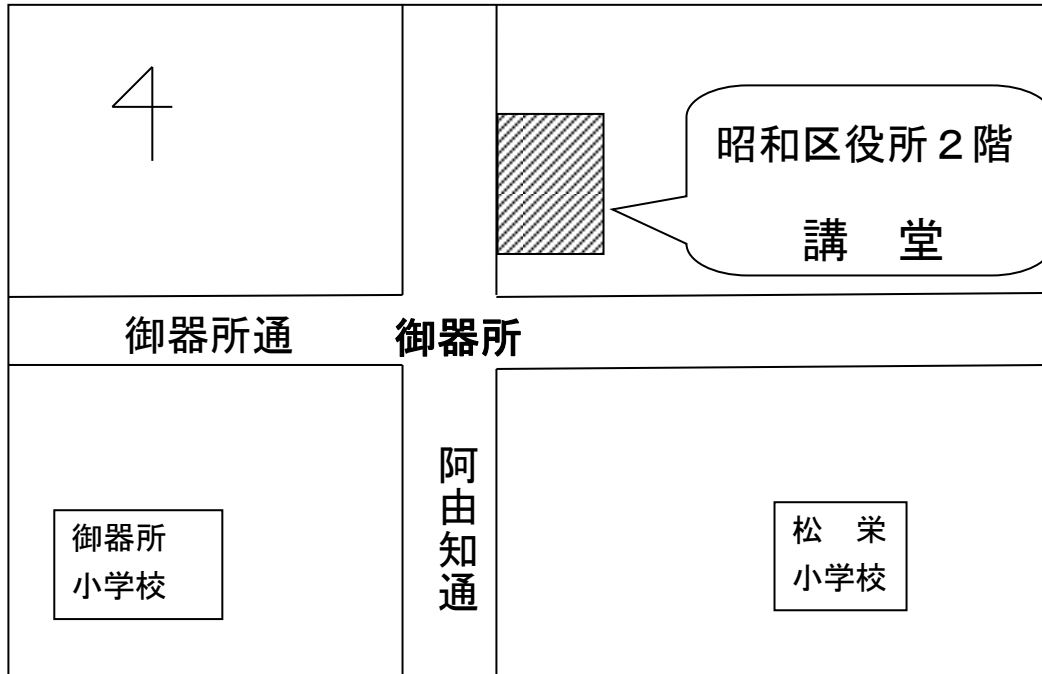 昭和区役所２階
講　堂
御器所通
御器所
阿由知通
御器所
小学校
松　栄
小学校